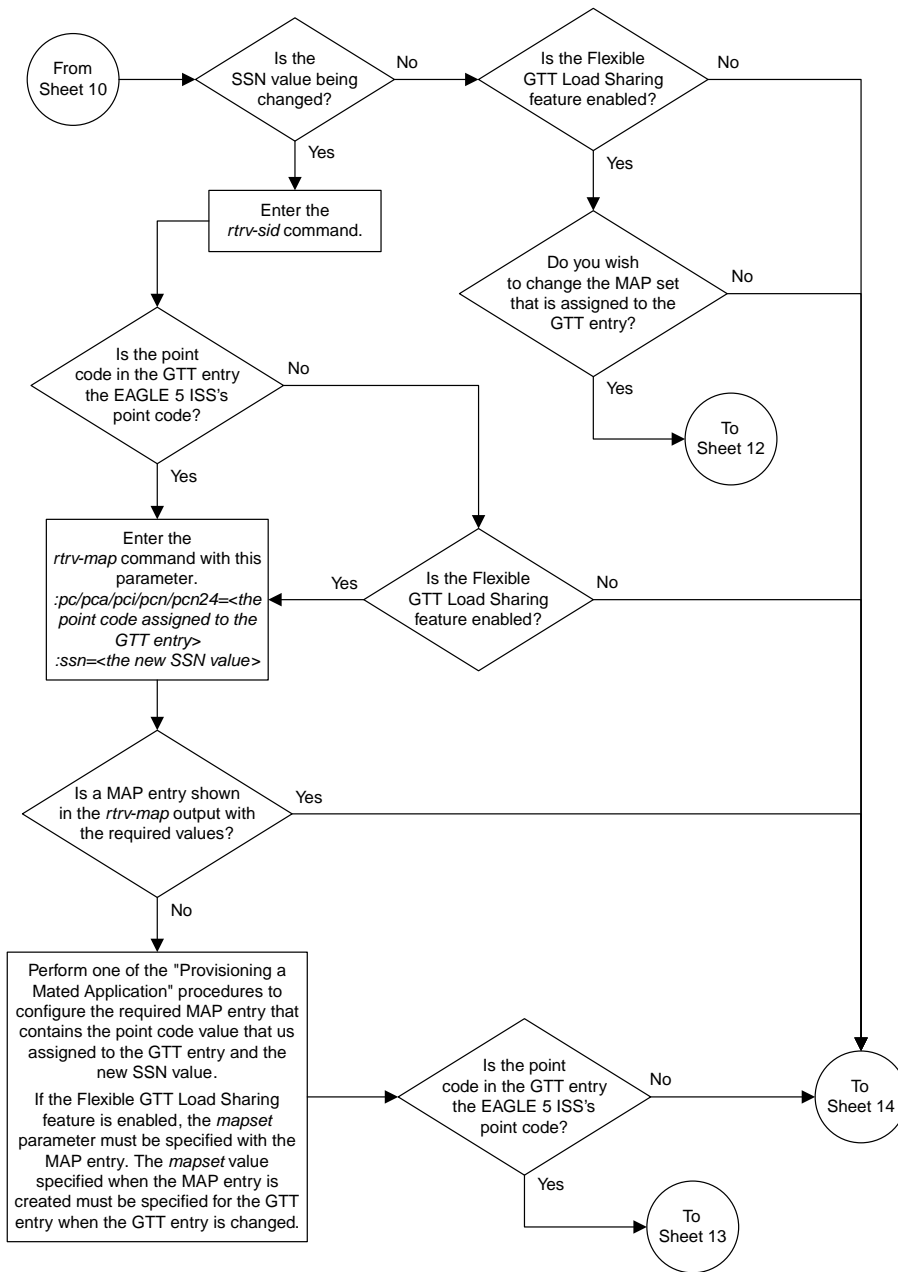 From
Sheet 10
Is the
SSN value being
changed?
No
Yes
Is the Flexible
GTT Load Sharing
feature enabled?
No
Yes
Enter the
rtrv-sid command.
Do you wish
to change the MAP set
that is assigned to the
GTT entry?
No
Yes
To
Sheet 12
Is the point
code in the GTT entry
the EAGLE 5 ISS's
point code?
No
Yes
Enter the
rtrv-map command with this
parameter.
:pc/pca/pci/pcn/pcn24=<the
point code assigned to the
GTT entry>
:ssn=<the new SSN value>
Yes
Is the Flexible
GTT Load Sharing
feature enabled?
No
Is a MAP entry shown
in the rtrv-map output with
the required values?
Yes
No
Perform one of the "Provisioning a
Mated Application" procedures to
configure the required MAP entry that
contains the point code value that us
assigned to the GTT entry and the
new SSN value.
If the Flexible GTT Load Sharing
feature is enabled, the mapset
parameter must be specified with the
MAP entry. The mapset value
specified when the MAP entry is
created must be specified for the GTT
entry when the GTT entry is changed.
Is the point
code in the GTT entry
the EAGLE 5 ISS's
point code?
No
Yes
To
Sheet 14
To
Sheet 13